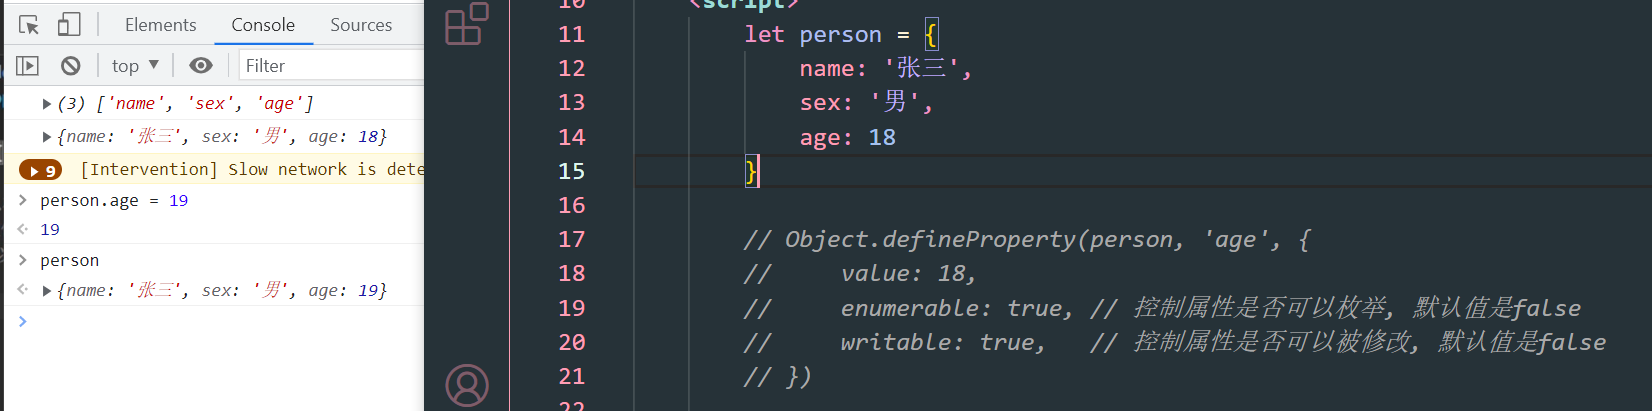 Elements Console Sources
top ▼ Filter
▶ (3) ['name', 'sex', 'age']
▶ {name: '张三', sex: '男', age: 18}
▶ 9 [Intervention] Slow network is dete
> person.age = 19
<· 19
> person
<· ▶ {name: '张三', sex: '男', age: 19}
>
10 <script>
11 let person = {
12 name: '张三',
13 sex: '男',
14 age: 18
15 }
16
17 // Object.defineProperty(person, 'age', {
18 // value: 18,
19 // enumerable: true, // 控制属性是否可以枚举, 默认值是false
20 // writable: true, // 控制属性是否可以被修改, 默认值是false
21 // })
22